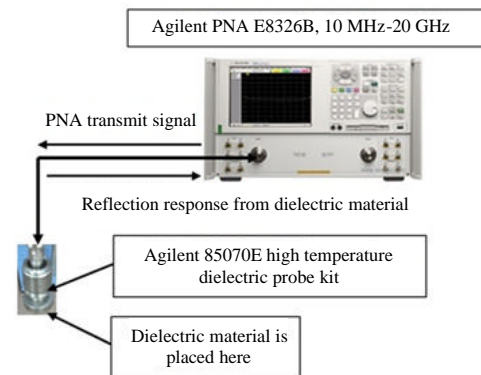 Agilent PNA E8326B, 10 MHz-20 GHz
PNA transmit signal
Reflection response from dielectric material
Agilent 85070E high temperature
dielectric probe kit
Dielectric material is
placed here